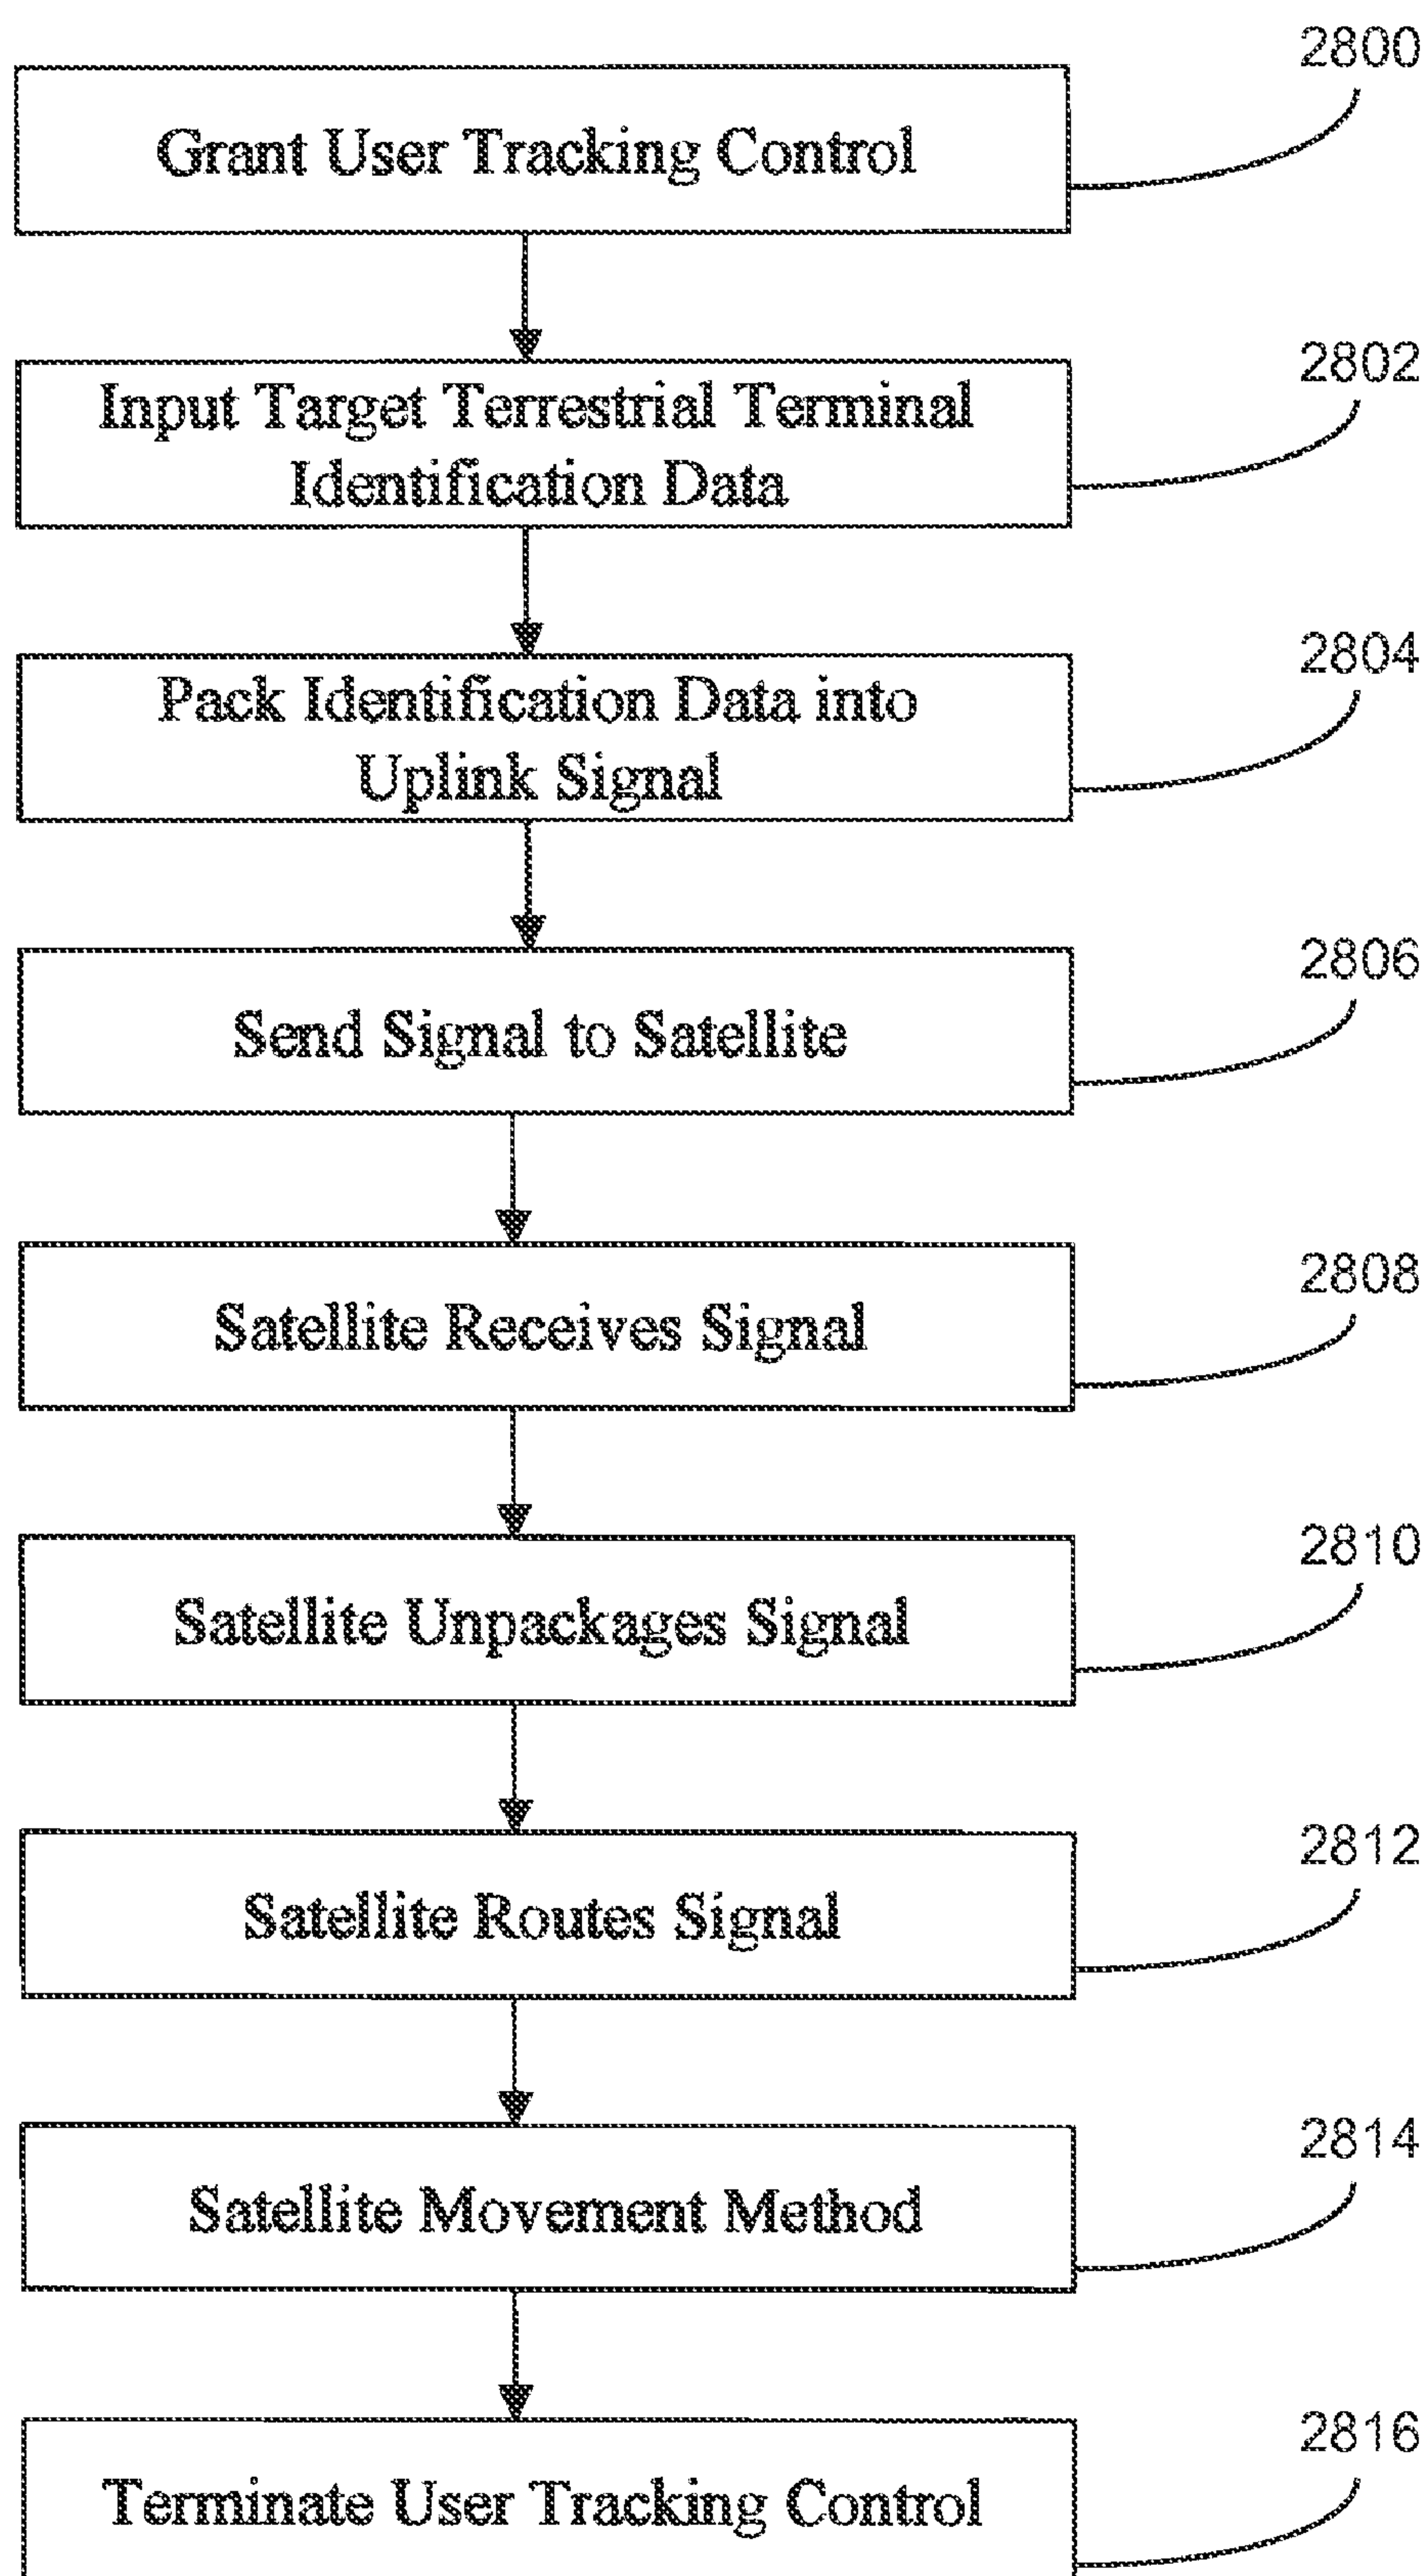 2800
Grant User Tracking Control
2802
Input Target Terrestrial Terminal
Identification Data
2804
Pack Identification Data into
Uplink Signal
2806
Send Signal to Satellite
2808
Satellite Receives Signal
2810
Satellite Unpackages Signal
2812
Satellite Routes Signal
2814
Satellite Movement Method
2816
Terminate User Tracking Control